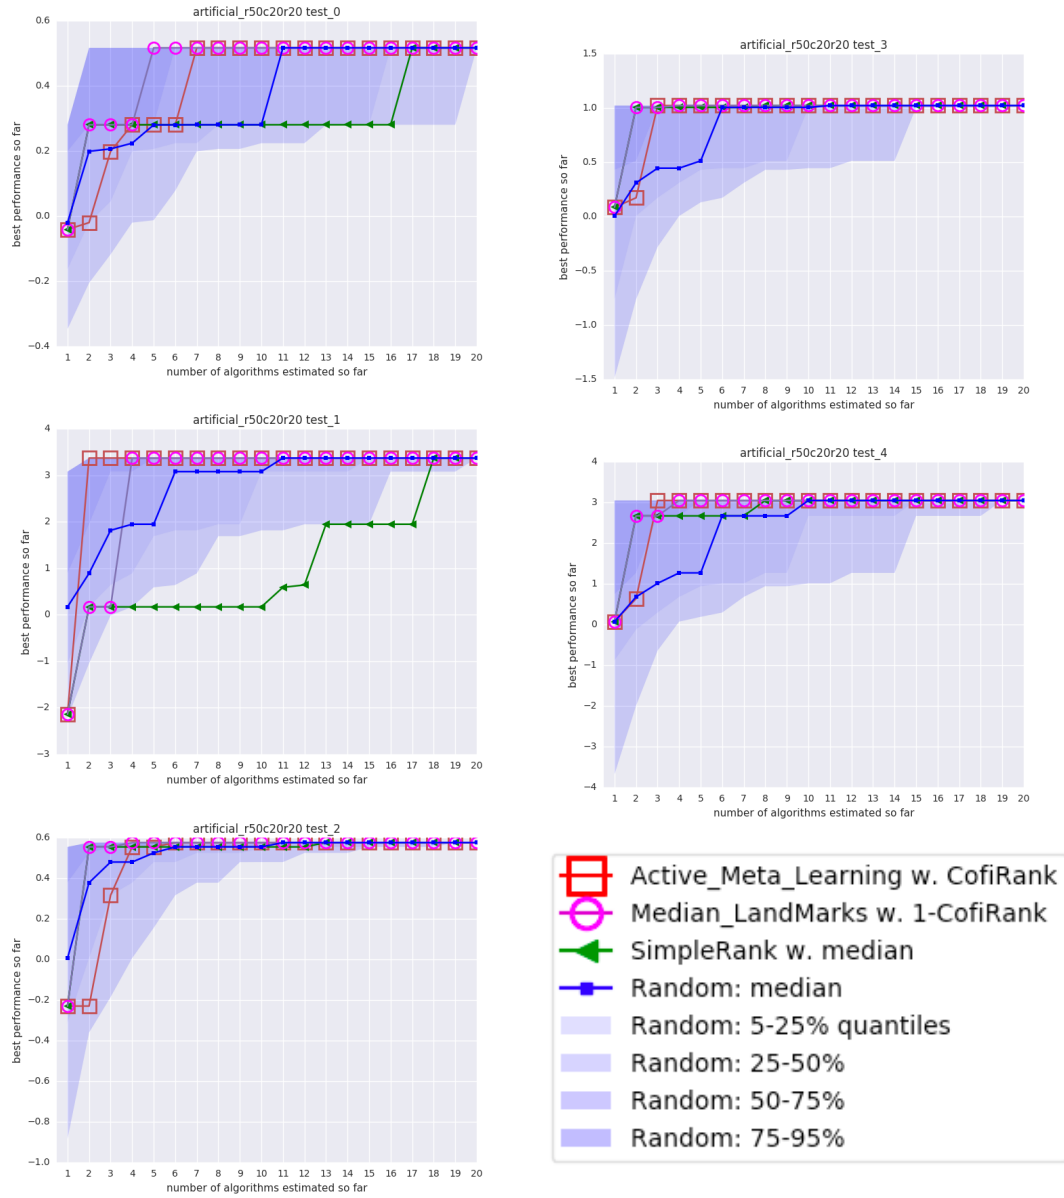 artificial_r50c20r20 test_0
0.6
0.4
0.2
0.0
−0.2
−0.4
best performance so far
1 2 3 4 5 6 7 8 9 10 11 12 13 14 15 16 17 18 19 20
number of algorithms estimated so far
artificial_r50c20r20 test_3
1.5
1.0
0.5
0.0
−0.5
−1.0
−1.5
best performance so far
1 2 3 4 5 6 7 8 9 10 11 12 13 14 15 16 17 18 19 20
number of algorithms estimated so far
artificial_r50c20r20 test_1
4
3
2
1
0
−1
−2
−3
best performance so far
1 2 3 4 5 6 7 8 9 10 11 12 13 14 15 16 17 18 19 20
number of algorithms estimated so far
artificial_r50c20r20 test_4
4
3
2
1
0
−1
−2
−3
−4
best performance so far
1 2 3 4 5 6 7 8 9 10 11 12 13 14 15 16 17 18 19 20
number of algorithms estimated so far
artificial_r50c20r20 test_2
0.6
0.4
0.2
0.0
−0.2
−0.4
−0.6
−0.8
−1.0
best performance so far
1 2 3 4 5 6 7 8 9 10 11 12 13 14 15 16 17 18 19 20
number of algorithms estimated so far
Active_Meta_Learning w. CofiRank
Median_LandMarks w. 1-CofiRank
SimpleRank w. median
Random: median
Random: 5-25% quantiles
Random: 25-50%
Random: 50-75%
Random: 75-95%